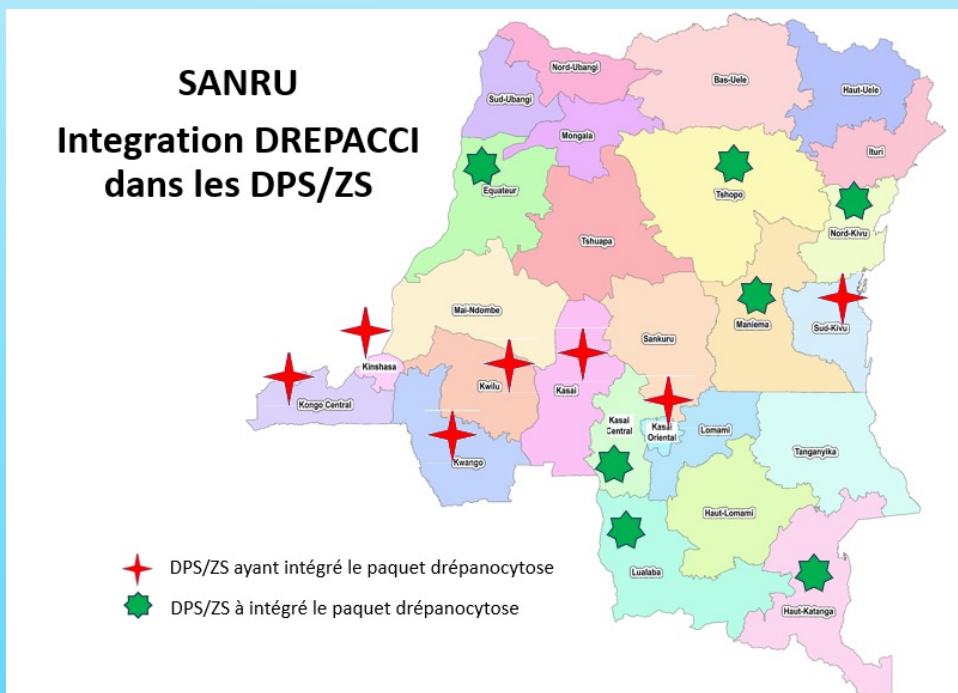 SANRU
Integration DREPACCI
dans les DPS/ZS
Nord-Ubangi
Bas-Uele
Haut-Uele
Sud-Ubangi
Mongala
Ituri
Equateur
Tshopo
Nord-Kivu
Tshuapa
Mai-Ndombe
Maniema
Sud-Kivu
Sankuru
Kinshasa
Kwilu
Kasai
Kongo Central
Kasai
Central
Kasai
Oriental
Lomami
Tanganyika
Kwango
Haut-Lomami
Lualaba
Haut-Katanga
DPS/ZS ayant intégré le paquet drépanocytose
DPS/ZS à intégré le paquet drépanocytose